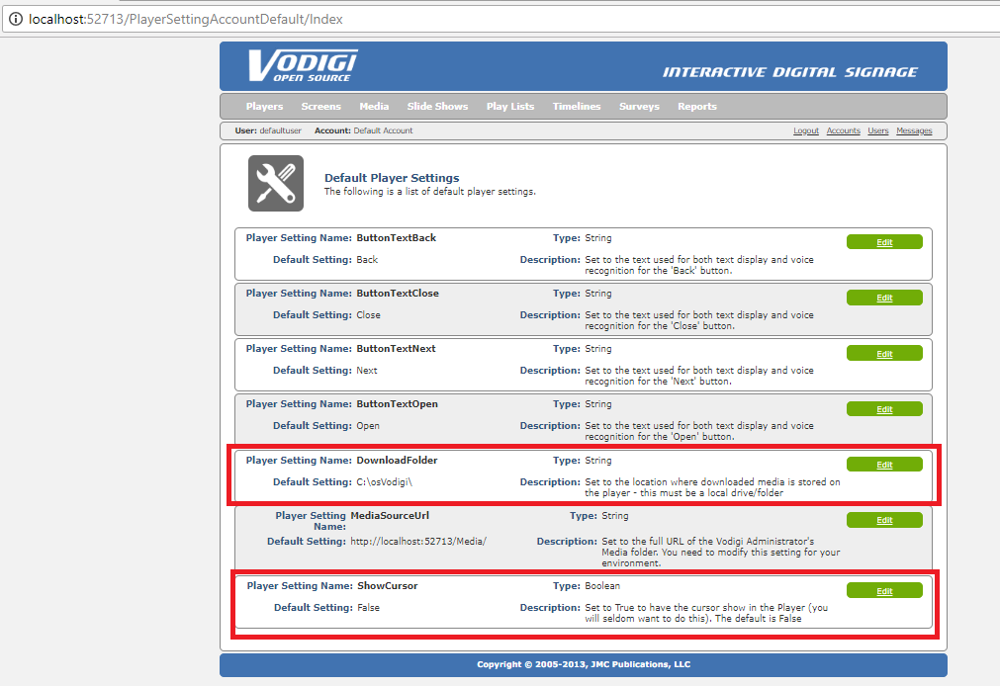 localhost:52713/PlayerSettingAccountDefault/Index
VODIGI
OPEN SOURCE
INTERACTIVE DIGITAL SIGNAGE
Players Screens Media Slide Shows Play Lists Timelines Surveys Reports
User: defaultuser Account: Default Account Logout Accounts Users Messages
Default Player Settings
The following is a list of default player settings.
Player Setting Name: ButtonTextBack Type: String Edit
Default Setting: Back Description: Set to the text used for both text display and voice
recognition for the 'Back' button.
Player Setting Name: ButtonTextClose Type: String Edit
Default Setting: Close Description: Set to the text used for both text display and voice
recognition for the 'Close' button.
Player Setting Name: ButtonTextNext Type: String Edit
Default Setting: Next Description: Set to the text used for both text display and voice
recognition for the 'Next' button.
Player Setting Name: ButtonTextOpen Type: String Edit
Default Setting: Open Description: Set to the text used for both text display and voice
recognition for the 'Open' button.
Player Setting Name: DownloadFolder Type: String Edit
Default Setting: C:\osVodigi\ Description: Set to the location where downloaded media is stored on
the player - this must be a local drive/folder
Player Setting MediaSourceUrl Type: String Edit
Name:
Default Setting: http://localhost:52713/Media/ Description: Set to the full URL of the Vodigi Administrator's
Media folder. You need to modify this setting for your
environment.
Player Setting Name: ShowCursor Type: Boolean Edit
Default Setting: False Description: Set to True to have the cursor show in the Player (you
will seldom want to do this). The default is False
Copyright © 2005-2013, JMC Publications, LLC